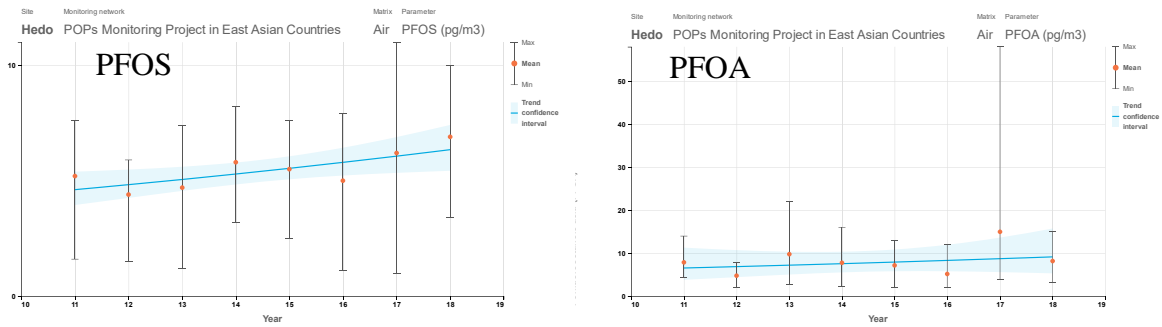 Site Monitoring network Matrix Parameter
Hedo POPs Monitoring Project in East Asian Countries Air PFOS (pg/m3)
PFOS
Max
Mean
Min
Trend
confidence
interval
10
0
10 11 12 13 14 15 16 17 18 19
Year
Site Monitoring network Matrix Parameter
Hedo POPs Monitoring Project in East Asian Countries Air PFOA (pg/m3)
PFOA
Max
Mean
Min
Trend
confidence
interval
50
40
30
20
10
0
10 11 12 13 14 15 16 17 18 19
Year